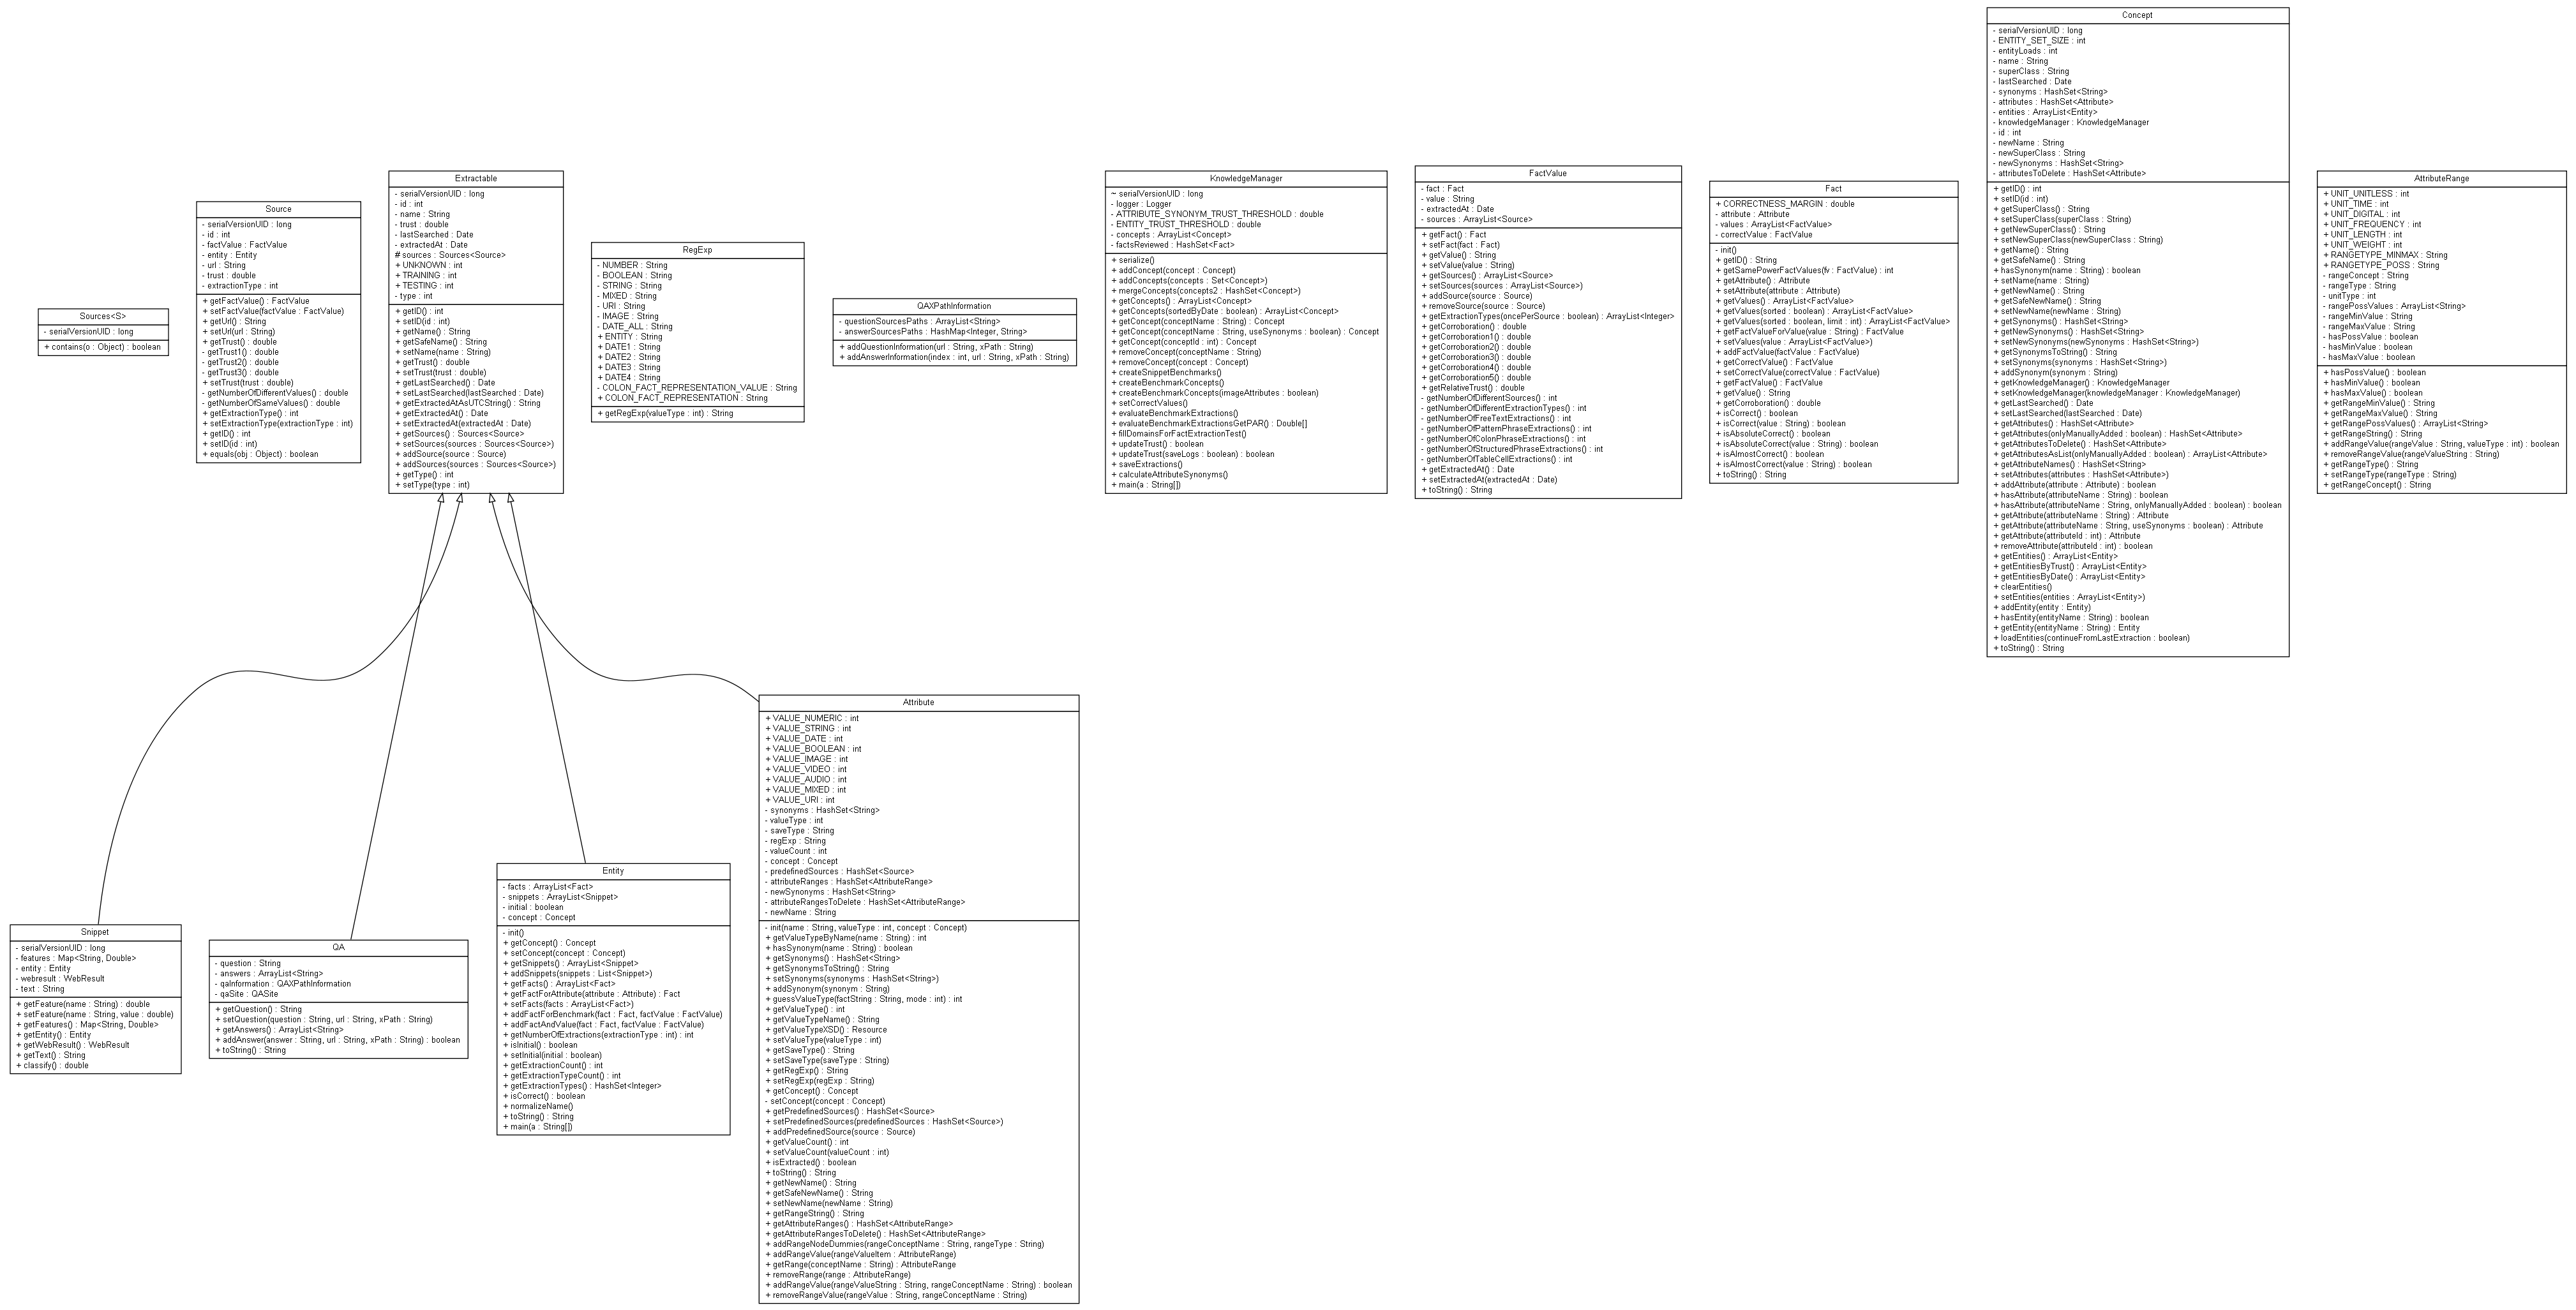 Sources<S>
- serialVersionUID : long
+ contains(o : Object) : boolean
Source
- serialVersionUID : long
- id : int
- factValue : FactValue
- entity : Entity
- url : String
- trust : double
- extractionType : int
+ getFactValue() : FactValue
+ setFactValue(factValue : FactValue)
+ getUrl() : String
+ setUrl(url : String)
+ getTrust() : double
- getTrust1() : double
- getTrust2() : double
- getTrust3() : double
+ setTrust(trust : double)
- getNumberOfDifferentValues() : double
- getNumberOfSameValues() : double
+ getExtractionType() : int
+ setExtractionType(extractionType : int)
+ getID() : int
+ setID(id : int)
+ equals(obj : Object) : boolean
Extractable
- serialVersionUID : long
- id : int
- name : String
- trust : double
- lastSearched : Date
- extractedAt : Date
# sources : Sources<Source>
+ UNKNOWN : int
+ TRAINING : int
+ TESTING : int
- type : int
+ getID() : int
+ setID(id : int)
+ getName() : String
+ getSafeName() : String
+ setName(name : String)
+ getTrust() : double
+ setTrust(trust : double)
+ getLastSearched() : Date
+ setLastSearched(lastSearched : Date)
+ getExtractedAtAsUTCString() : String
+ getExtractedAt() : Date
+ setExtractedAt(extractedAt : Date)
+ getSources() : Sources<Source>
+ setSources(sources : Sources<Source>)
+ addSource(source : Source)
+ addSources(sources : Sources<Source>)
+ getType() : int
+ setType(type : int)
RegExp
- NUMBER : String
- BOOLEAN : String
- STRING : String
- MIXED : String
- URI : String
- IMAGE : String
- DATE_ALL : String
+ ENTITY : String
+ DATE1 : String
+ DATE2 : String
+ DATE3 : String
+ DATE4 : String
- COLON_FACT_REPRESENTATION_VALUE : String
+ COLON_FACT_REPRESENTATION : String
+ getRegExp(valueType : int) : String
QAXPathInformation
- questionSourcesPaths : ArrayList<String>
- answerSourcesPaths : HashMap<Integer, String>
+ addQuestionInformation(url : String, xPath : String)
+ addAnswerInformation(index : int, url : String, xPath : String)
KnowledgeManager
~ serialVersionUID : long
- logger : Logger
- ATTRIBUTE_SYNONYM_TRUST_THRESHOLD : double
- ENTITY_TRUST_THRESHOLD : double
- concepts : ArrayList<Concept>
- factsReviewed : HashSet<Fact>
+ serialize()
+ addConcept(concept : Concept)
+ addConcepts(concepts : Set<Concept>)
+ mergeConcepts(concepts2 : HashSet<Concept>)
+ getConcepts() : ArrayList<Concept>
+ getConcepts(sortedByDate : boolean) : ArrayList<Concept>
+ getConcept(conceptName : String) : Concept
+ getConcept(conceptName : String, useSynonyms : boolean) : Concept
+ getConcept(conceptId : int) : Concept
+ removeConcept(conceptName : String)
+ removeConcept(concept : Concept)
+ createSnippetBenchmarks()
+ createBenchmarkConcepts()
+ createBenchmarkConcepts(imageAttributes : boolean)
+ setCorrectValues()
+ evaluateBenchmarkExtractions()
+ evaluateBenchmarkExtractionsGetPAR() : Double[]
+ fillDomainsForFactExtractionTest()
+ updateTrust() : boolean
+ updateTrust(saveLogs : boolean) : boolean
+ saveExtractions()
+ calculateAttributeSynonyms()
+ main(a : String[])
FactValue
- fact : Fact
- value : String
- extractedAt : Date
- sources : ArrayList<Source>
+ getFact() : Fact
+ setFact(fact : Fact)
+ getValue() : String
+ setValue(value : String)
+ getSources() : ArrayList<Source>
+ setSources(sources : ArrayList<Source>)
+ addSource(source : Source)
+ removeSource(source : Source)
+ getExtractionTypes(oncePerSource : boolean) : ArrayList<Integer>
+ getCorroboration() : double
+ getCorroboration1() : double
+ getCorroboration2() : double
+ getCorroboration3() : double
+ getCorroboration4() : double
+ getCorroboration5() : double
+ getRelativeTrust() : double
- getNumberOfDifferentSources() : int
- getNumberOfDifferentExtractionTypes() : int
- getNumberOfFreeTextExtractions() : int
- getNumberOfPatternPhraseExtractions() : int
- getNumberOfColonPhraseExtractions() : int
- getNumberOfStructuredPhraseExtractions() : int
- getNumberOfTableCellExtractions() : int
+ getExtractedAt() : Date
+ setExtractedAt(extractedAt : Date)
+ toString() : String
Fact
+ CORRECTNESS_MARGIN : double
- attribute : Attribute
- values : ArrayList<FactValue>
- correctValue : FactValue
- init()
+ getID() : String
+ getSamePowerFactValues(fv : FactValue) : int
+ getAttribute() : Attribute
+ setAttribute(attribute : Attribute)
+ getValues() : ArrayList<FactValue>
+ getValues(sorted : boolean) : ArrayList<FactValue>
+ getValues(sorted : boolean, limit : int) : ArrayList<FactValue>
+ getFactValueForValue(value : String) : FactValue
+ setValues(value : ArrayList<FactValue>)
+ addFactValue(factValue : FactValue)
+ getCorrectValue() : FactValue
+ setCorrectValue(correctValue : FactValue)
+ getFactValue() : FactValue
+ getValue() : String
+ getCorroboration() : double
+ isCorrect() : boolean
+ isCorrect(value : String) : boolean
+ isAbsoluteCorrect() : boolean
+ isAbsoluteCorrect(value : String) : boolean
+ isAlmostCorrect() : boolean
+ isAlmostCorrect(value : String) : boolean
+ toString() : String
Concept
- serialVersionUID : long
- ENTITY_SET_SIZE : int
- entityLoads : int
- name : String
- superClass : String
- lastSearched : Date
- synonyms : HashSet<String>
- attributes : HashSet<Attribute>
- entities : ArrayList<Entity>
- knowledgeManager : KnowledgeManager
- id : int
- newName : String
- newSuperClass : String
- newSynonyms : HashSet<String>
- attributesToDelete : HashSet<Attribute>
+ getID() : int
+ setID(id : int)
+ getSuperClass() : String
+ setSuperClass(superClass : String)
+ getNewSuperClass() : String
+ setNewSuperClass(newSuperClass : String)
+ getName() : String
+ getSafeName() : String
+ hasSynonym(name : String) : boolean
+ setName(name : String)
+ getNewName() : String
+ getSafeNewName() : String
+ setNewName(newName : String)
+ getSynonyms() : HashSet<String>
+ getNewSynonyms() : HashSet<String>
+ setNewSynonyms(newSynonyms : HashSet<String>)
+ getSynonymsToString() : String
+ setSynonyms(synonyms : HashSet<String>)
+ addSynonym(synonym : String)
+ getKnowledgeManager() : KnowledgeManager
+ setKnowledgeManager(knowledgeManager : KnowledgeManager)
+ getLastSearched() : Date
+ setLastSearched(lastSearched : Date)
+ getAttributes() : HashSet<Attribute>
+ getAttributes(onlyManuallyAdded : boolean) : HashSet<Attribute>
+ getAttributesToDelete() : HashSet<Attribute>
+ getAttributesAsList(onlyManuallyAdded : boolean) : ArrayList<Attribute>
+ getAttributeNames() : HashSet<String>
+ setAttributes(attributes : HashSet<Attribute>)
+ addAttribute(attribute : Attribute) : boolean
+ hasAttribute(attributeName : String) : boolean
+ hasAttribute(attributeName : String, onlyManuallyAdded : boolean) : boolean
+ getAttribute(attributeName : String) : Attribute
+ getAttribute(attributeName : String, useSynonyms : boolean) : Attribute
+ getAttribute(attributeId : int) : Attribute
+ removeAttribute(attributeId : int) : boolean
+ getEntities() : ArrayList<Entity>
+ getEntitiesByTrust() : ArrayList<Entity>
+ getEntitiesByDate() : ArrayList<Entity>
+ clearEntities()
+ setEntities(entities : ArrayList<Entity>)
+ addEntity(entity : Entity)
+ hasEntity(entityName : String) : boolean
+ getEntity(entityName : String) : Entity
+ loadEntities(continueFromLastExtraction : boolean)
+ toString() : String
AttributeRange
+ UNIT_UNITLESS : int
+ UNIT_TIME : int
+ UNIT_DIGITAL : int
+ UNIT_FREQUENCY : int
+ UNIT_LENGTH : int
+ UNIT_WEIGHT : int
+ RANGETYPE_MINMAX : String
+ RANGETYPE_POSS : String
- rangeConcept : String
- rangeType : String
- unitType : int
- rangePossValues : ArrayList<String>
- rangeMinValue : String
- rangeMaxValue : String
- hasPossValue : boolean
- hasMinValue : boolean
- hasMaxValue : boolean
+ hasPossValue() : boolean
+ hasMinValue() : boolean
+ hasMaxValue() : boolean
+ getRangeMinValue() : String
+ getRangeMaxValue() : String
+ getRangePossValues() : ArrayList<String>
+ getRangeString() : String
+ addRangeValue(rangeValue : String, valueType : int) : boolean
+ removeRangeValue(rangeValueString : String)
+ getRangeType() : String
+ setRangeType(rangeType : String)
+ getRangeConcept() : String
Snippet
- serialVersionUID : long
- features : Map<String, Double>
- entity : Entity
- webresult : WebResult
- text : String
+ getFeature(name : String) : double
+ setFeature(name : String, value : double)
+ getFeatures() : Map<String, Double>
+ getEntity() : Entity
+ getWebResult() : WebResult
+ getText() : String
+ classify() : double
QA
- question : String
- answers : ArrayList<String>
- qaInformation : QAXPathInformation
- qaSite : QASite
+ getQuestion() : String
+ setQuestion(question : String, url : String, xPath : String)
+ getAnswers() : ArrayList<String>
+ addAnswer(answer : String, url : String, xPath : String) : boolean
+ toString() : String
Entity
- facts : ArrayList<Fact>
- snippets : ArrayList<Snippet>
- initial : boolean
- concept : Concept
- init()
+ getConcept() : Concept
+ setConcept(concept : Concept)
+ getSnippets() : ArrayList<Snippet>
+ addSnippets(snippets : List<Snippet>)
+ getFacts() : ArrayList<Fact>
+ getFactForAttribute(attribute : Attribute) : Fact
+ setFacts(facts : ArrayList<Fact>)
+ addFactForBenchmark(fact : Fact, factValue : FactValue)
+ addFactAndValue(fact : Fact, factValue : FactValue)
+ getNumberOfExtractions(extractionType : int) : int
+ isInitial() : boolean
+ setInitial(initial : boolean)
+ getExtractionCount() : int
+ getExtractionTypeCount() : int
+ getExtractionTypes() : HashSet<Integer>
+ isCorrect() : boolean
+ normalizeName()
+ toString() : String
+ main(a : String[])
Attribute
+ VALUE_NUMERIC : int
+ VALUE_STRING : int
+ VALUE_DATE : int
+ VALUE_BOOLEAN : int
+ VALUE_IMAGE : int
+ VALUE_VIDEO : int
+ VALUE_AUDIO : int
+ VALUE_MIXED : int
+ VALUE_URI : int
- synonyms : HashSet<String>
- valueType : int
- saveType : String
- regExp : String
- valueCount : int
- concept : Concept
- predefinedSources : HashSet<Source>
- attributeRanges : HashSet<AttributeRange>
- newSynonyms : HashSet<String>
- attributeRangesToDelete : HashSet<AttributeRange>
- newName : String
- init(name : String, valueType : int, concept : Concept)
+ getValueTypeByName(name : String) : int
+ hasSynonym(name : String) : boolean
+ getSynonyms() : HashSet<String>
+ getSynonymsToString() : String
+ setSynonyms(synonyms : HashSet<String>)
+ addSynonym(synonym : String)
+ guessValueType(factString : String, mode : int) : int
+ getValueType() : int
+ getValueTypeName() : String
+ getValueTypeXSD() : Resource
+ setValueType(valueType : int)
+ getSaveType() : String
+ setSaveType(saveType : String)
+ getRegExp() : String
+ setRegExp(regExp : String)
+ getConcept() : Concept
- setConcept(concept : Concept)
+ getPredefinedSources() : HashSet<Source>
+ setPredefinedSources(predefinedSources : HashSet<Source>)
+ addPredefinedSource(source : Source)
+ getValueCount() : int
+ setValueCount(valueCount : int)
+ isExtracted() : boolean
+ toString() : String
+ getNewName() : String
+ getSafeNewName() : String
+ setNewName(newName : String)
+ getRangeString() : String
+ getAttributeRanges() : HashSet<AttributeRange>
+ getAttributeRangesToDelete() : HashSet<AttributeRange>
+ addRangeNodeDummies(rangeConceptName : String, rangeType : String)
+ addRangeValue(rangeValueItem : AttributeRange)
+ getRange(conceptName : String) : AttributeRange
+ removeRange(range : AttributeRange)
+ addRangeValue(rangeValueString : String, rangeConceptName : String) : boolean
+ removeRangeValue(rangeValue : String, rangeConceptName : String)